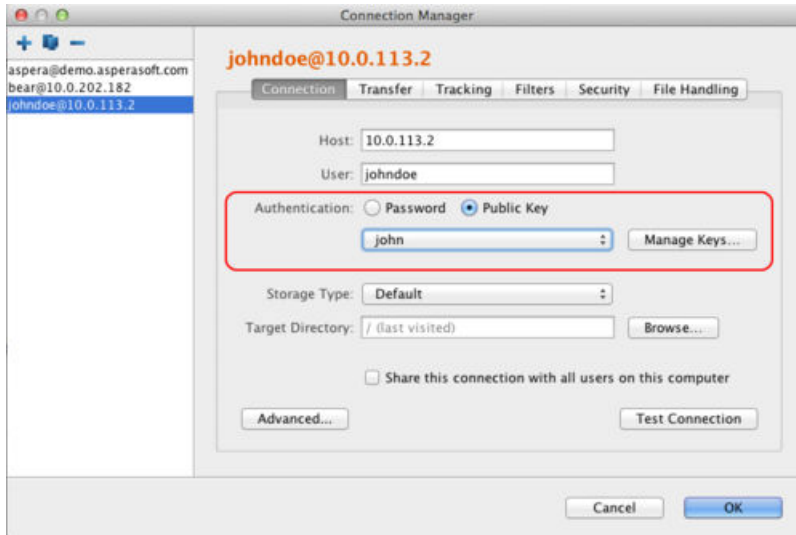 Connection Manager
aspera@demo.asperasoft.com
bear@10.0.202.182
johndoe@10.0.113.2
johndoe@10.0.113.2
Connection Transfer Tracking Filters Security File Handling
Host: 10.0.113.2
User: johndoe
Authentication: Password Public Key
john Manage Keys...
Storage Type: Default
Target Directory: / (last visited) Browse...
Share this connection with all users on this computer
Advanced... Test Connection
Cancel OK